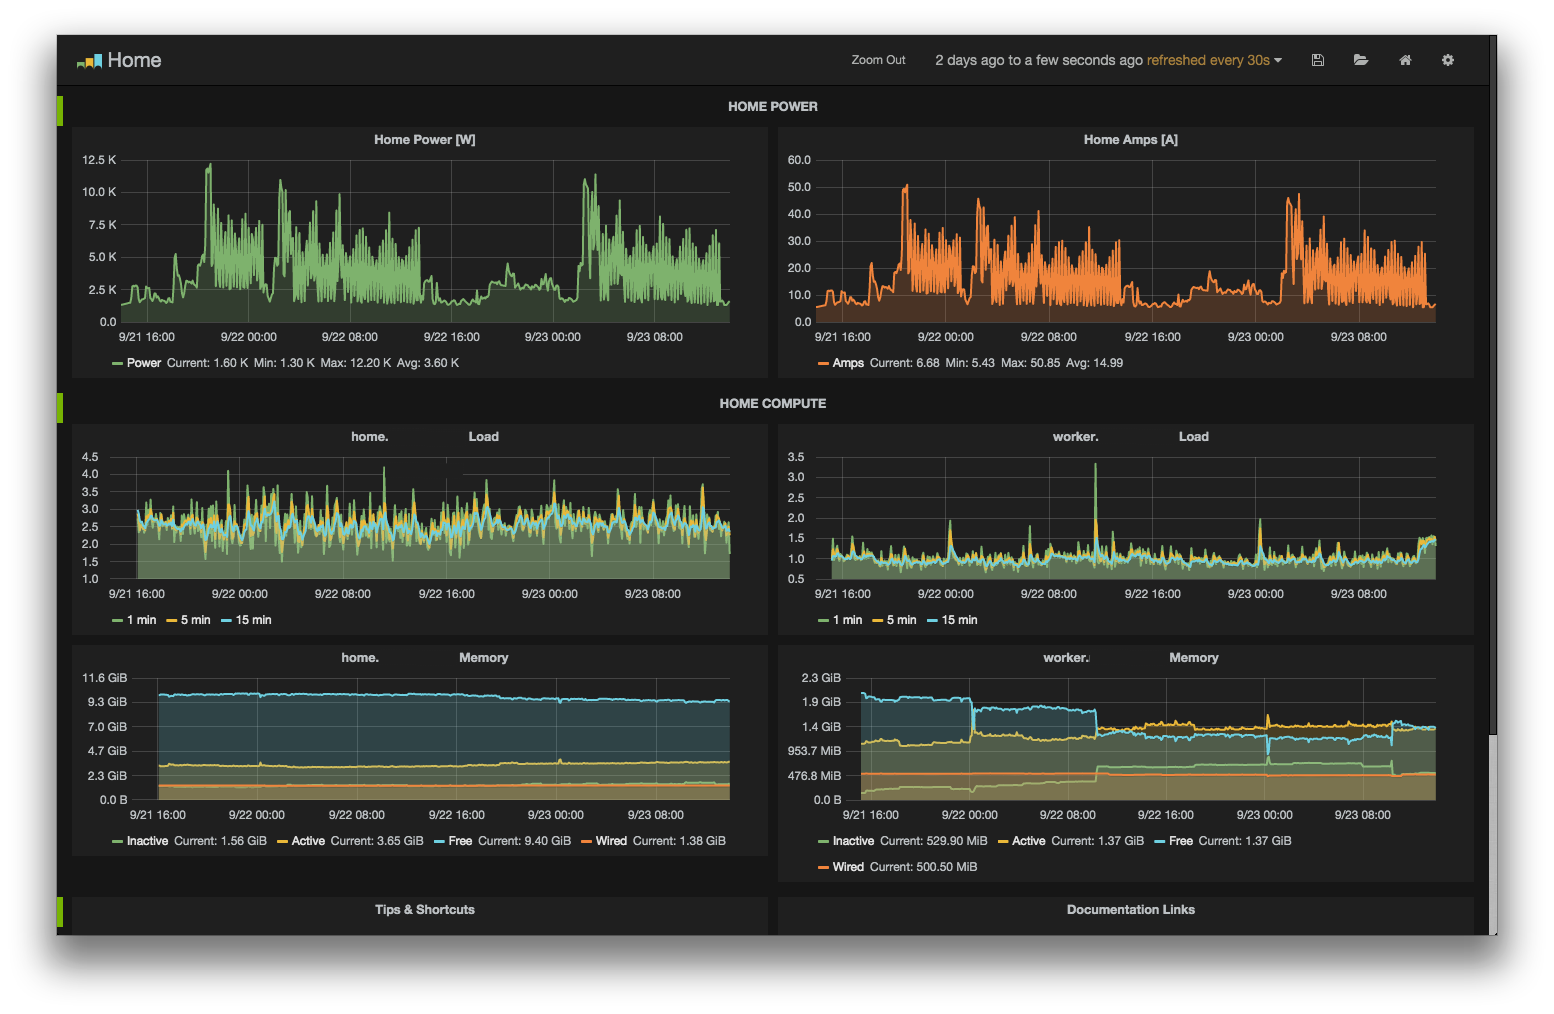 Home
Zoom Out 2 days ago to a few seconds ago refreshed every 30s
HOME POWER
Home Power [W]
12.5 K
10.0 K
7.5 K
5.0 K
2.5 K
0.0
9/21 16:00 9/22 00:00 9/22 08:00 9/22 16:00 9/23 00:00 9/23 08:00
Power Current: 1.60 K Min: 1.30 K Max: 12.20 K Avg: 3.60 K
Home Amps [A]
60.0
50.0
40.0
30.0
20.0
10.0
0.0
9/21 16:00 9/22 00:00 9/22 08:00 9/22 16:00 9/23 00:00 9/23 08:00
Amps Current: 6.68 Min: 5.43 Max: 50.85 Avg: 14.99
HOME COMPUTE
home. Load
4.5
4.0
3.5
3.0
2.5
2.0
1.5
1.0
9/21 16:00 9/22 00:00 9/22 08:00 9/22 16:00 9/23 00:00 9/23 08:00
1 min 5 min 15 min
worker. Load
3.5
3.0
2.5
2.0
1.5
1.0
0.5
9/21 16:00 9/22 00:00 9/22 08:00 9/22 16:00 9/23 00:00 9/23 08:00
1 min 5 min 15 min
home. Memory
11.6 GiB
9.3 GiB
7.0 GiB
4.7 GiB
2.3 GiB
0.0 B
9/21 16:00 9/22 00:00 9/22 08:00 9/22 16:00 9/23 00:00 9/23 08:00
Inactive Current: 1.56 GiB Active Current: 3.65 GiB Free Current: 9.40 GiB Wired Current: 1.38 GiB
worker. Memory
2.3 GiB
1.9 GiB
1.4 GiB
953.7 MiB
476.8 MiB
0.0 B
9/21 16:00 9/22 00:00 9/22 08:00 9/22 16:00 9/23 00:00 9/23 08:00
Inactive Current: 529.90 MiB Active Current: 1.37 GiB Free Current: 1.37 GiB
Wired Current: 500.50 MiB
Tips & Shortcuts
Documentation Links